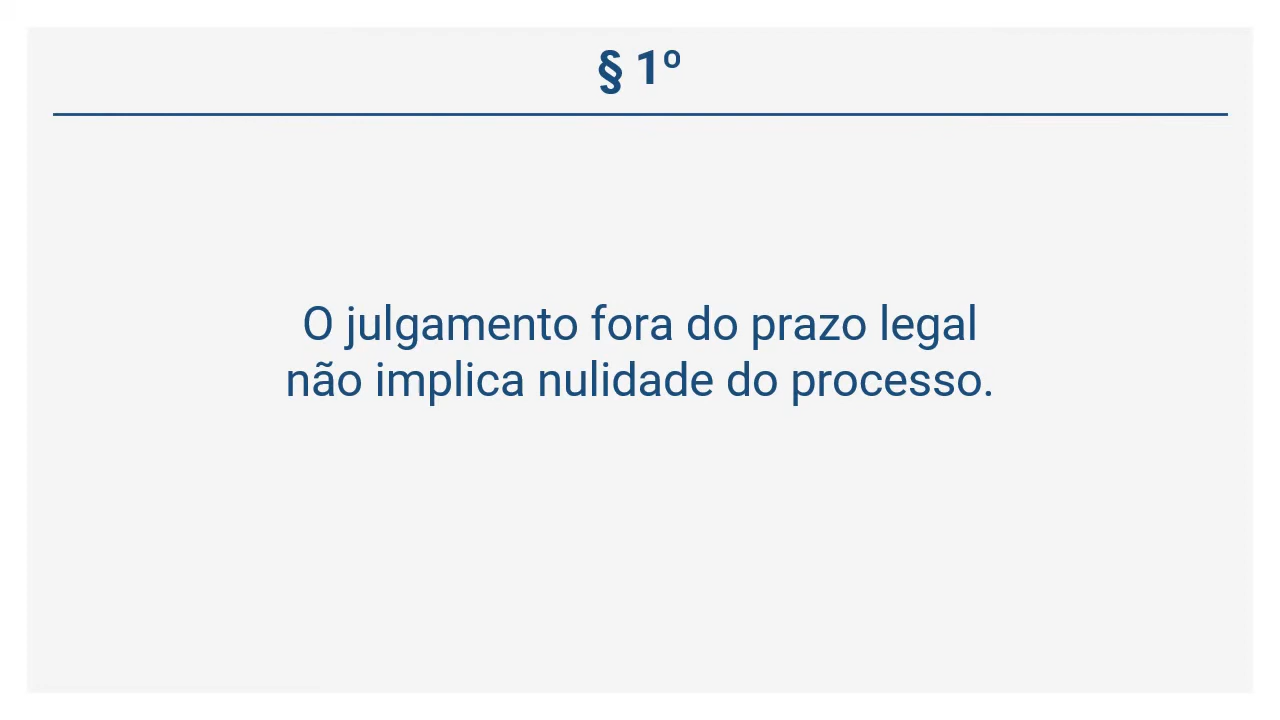 § 1º
O julgamento fora do prazo legal
não implica nulidade do processo.